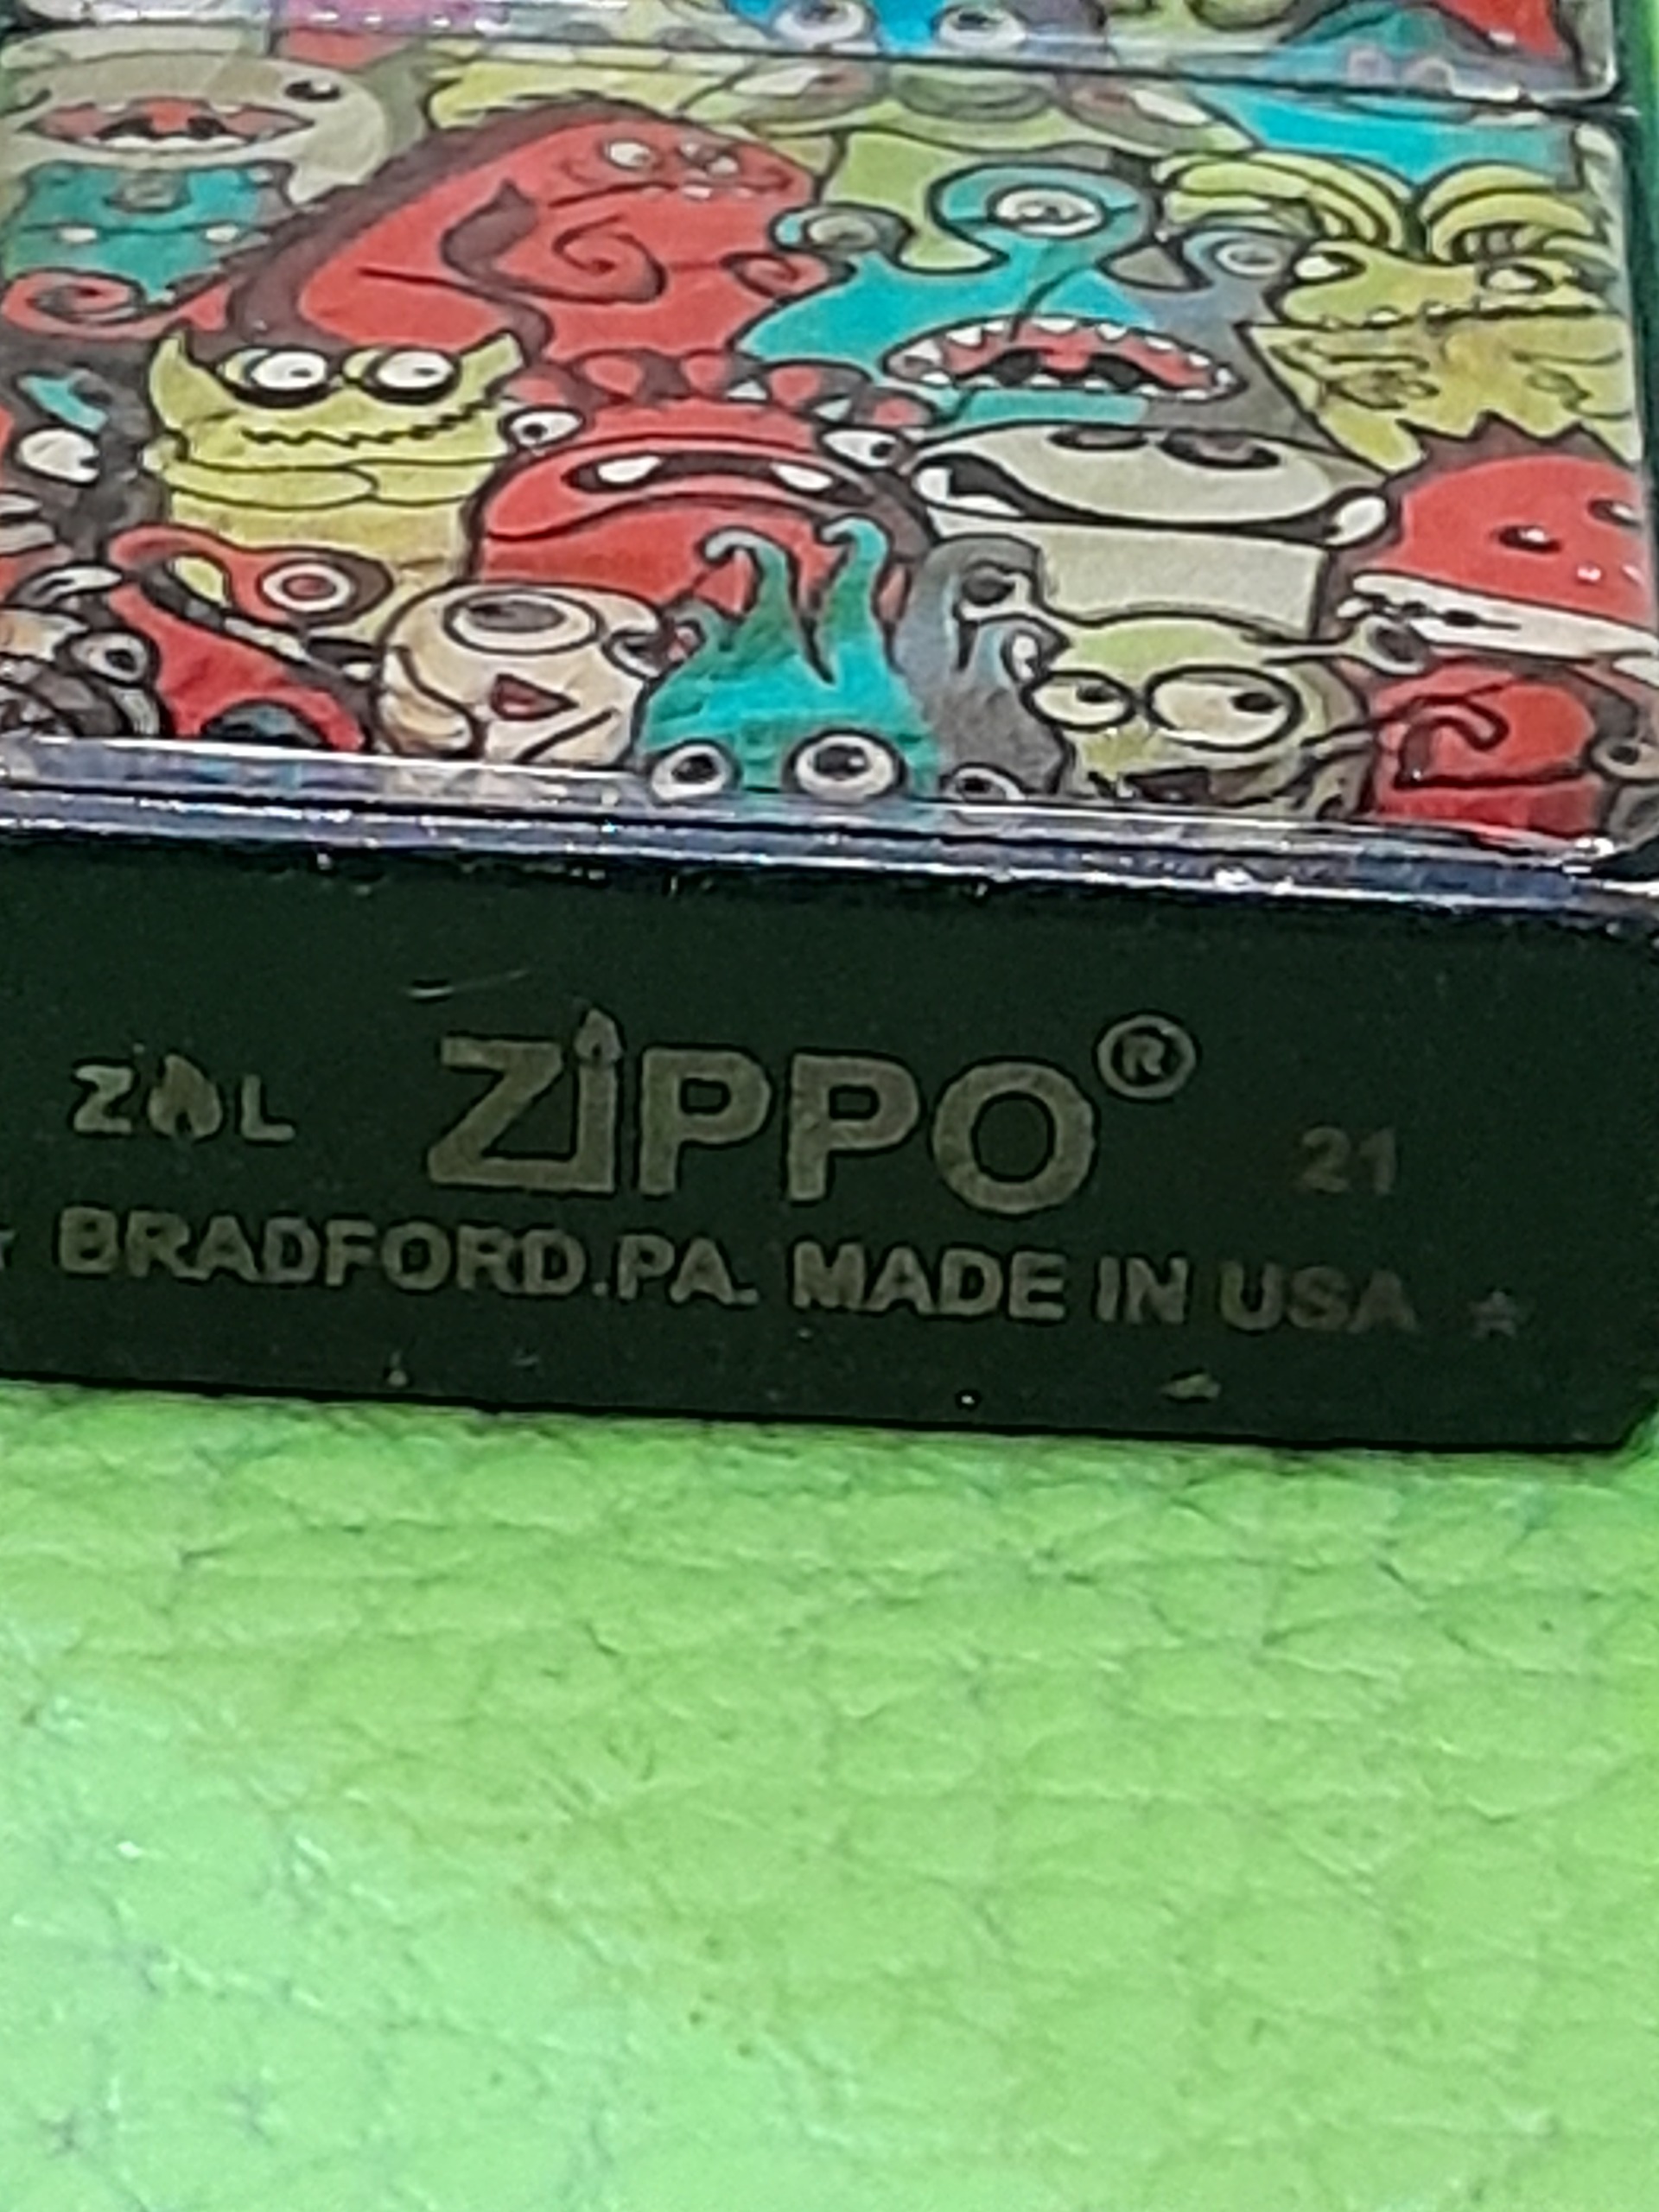 Z🔥L ZIPPO® 21
☆ BRADFORD.PA. MADE IN USA ☆